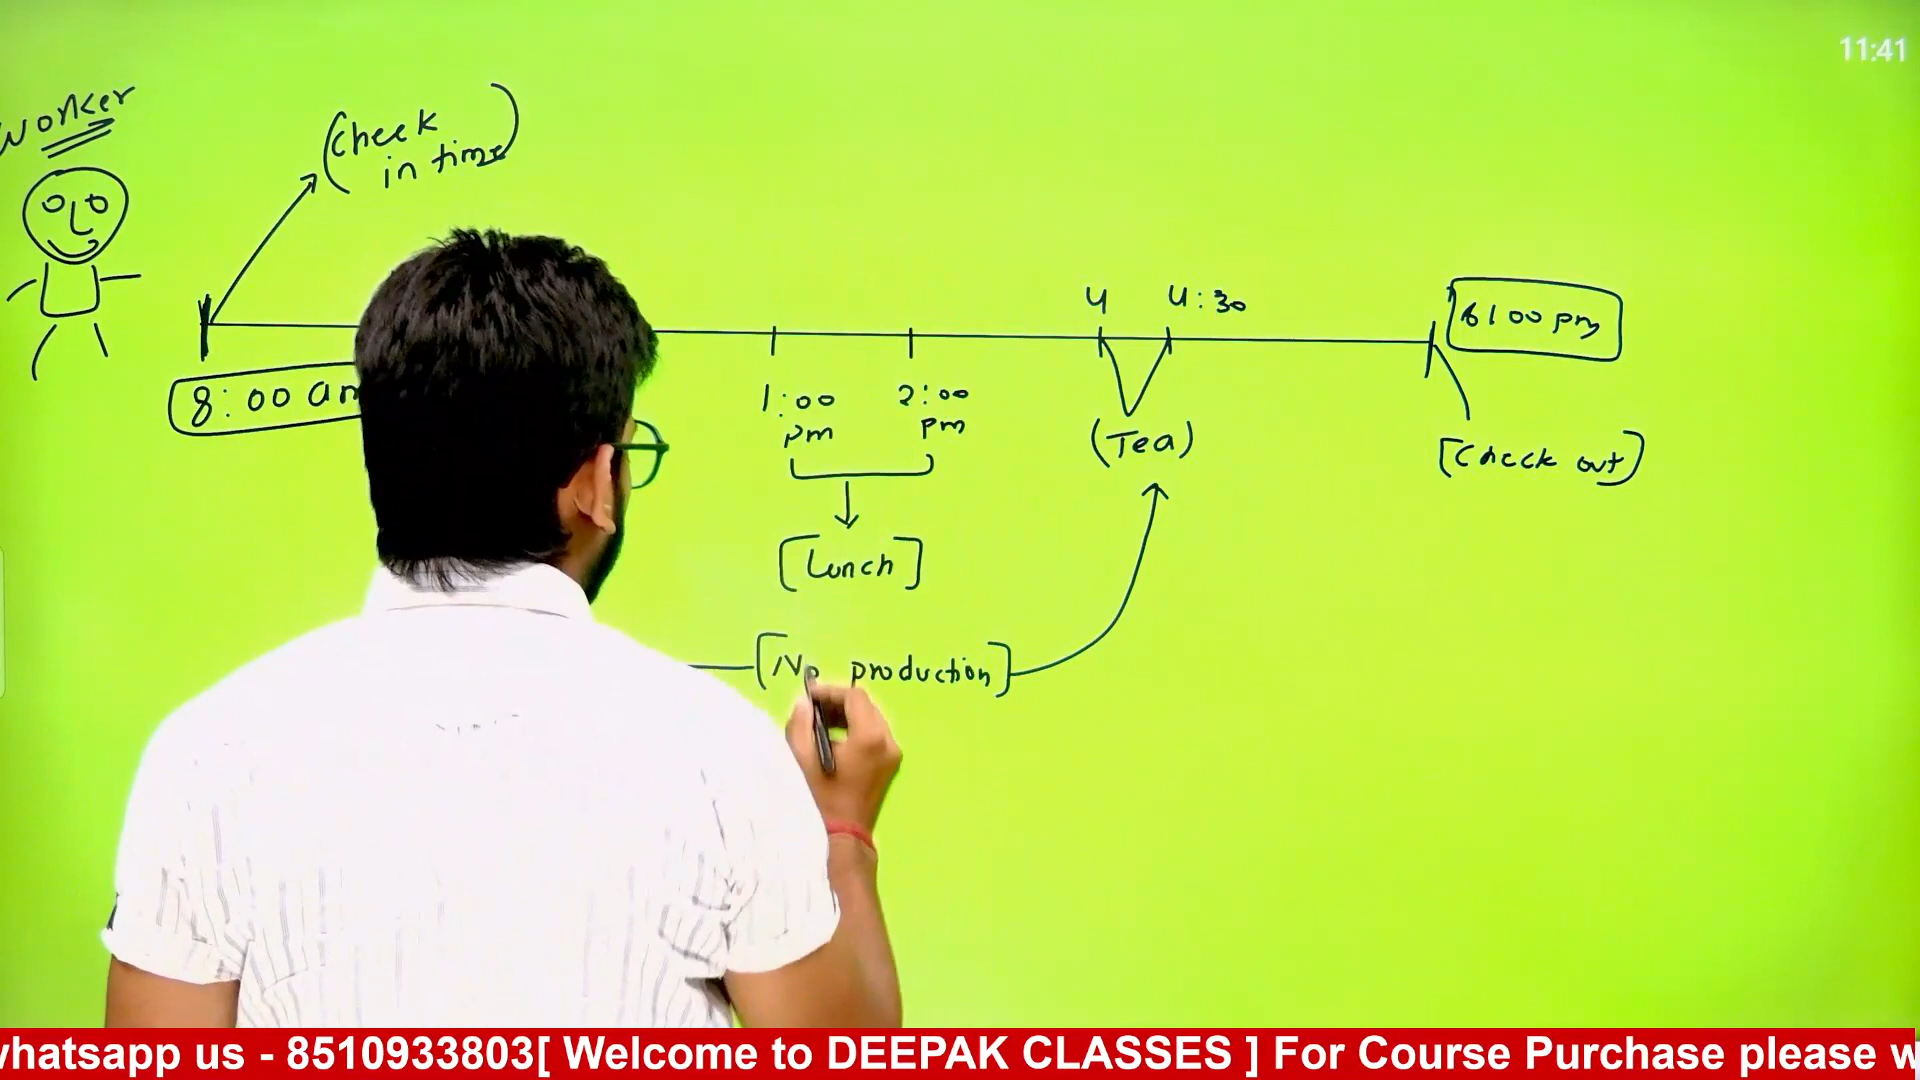 11:41
Worker
(Check
in time)
4 4:30
6:00 pm
8:00 am
1:00 2:00
pm pm
(Tea)
[Check out]
[Lunch]
[No production]
whatsapp us - 8510933803[ Welcome to DEEPAK CLASSES ] For Course Purchase please w